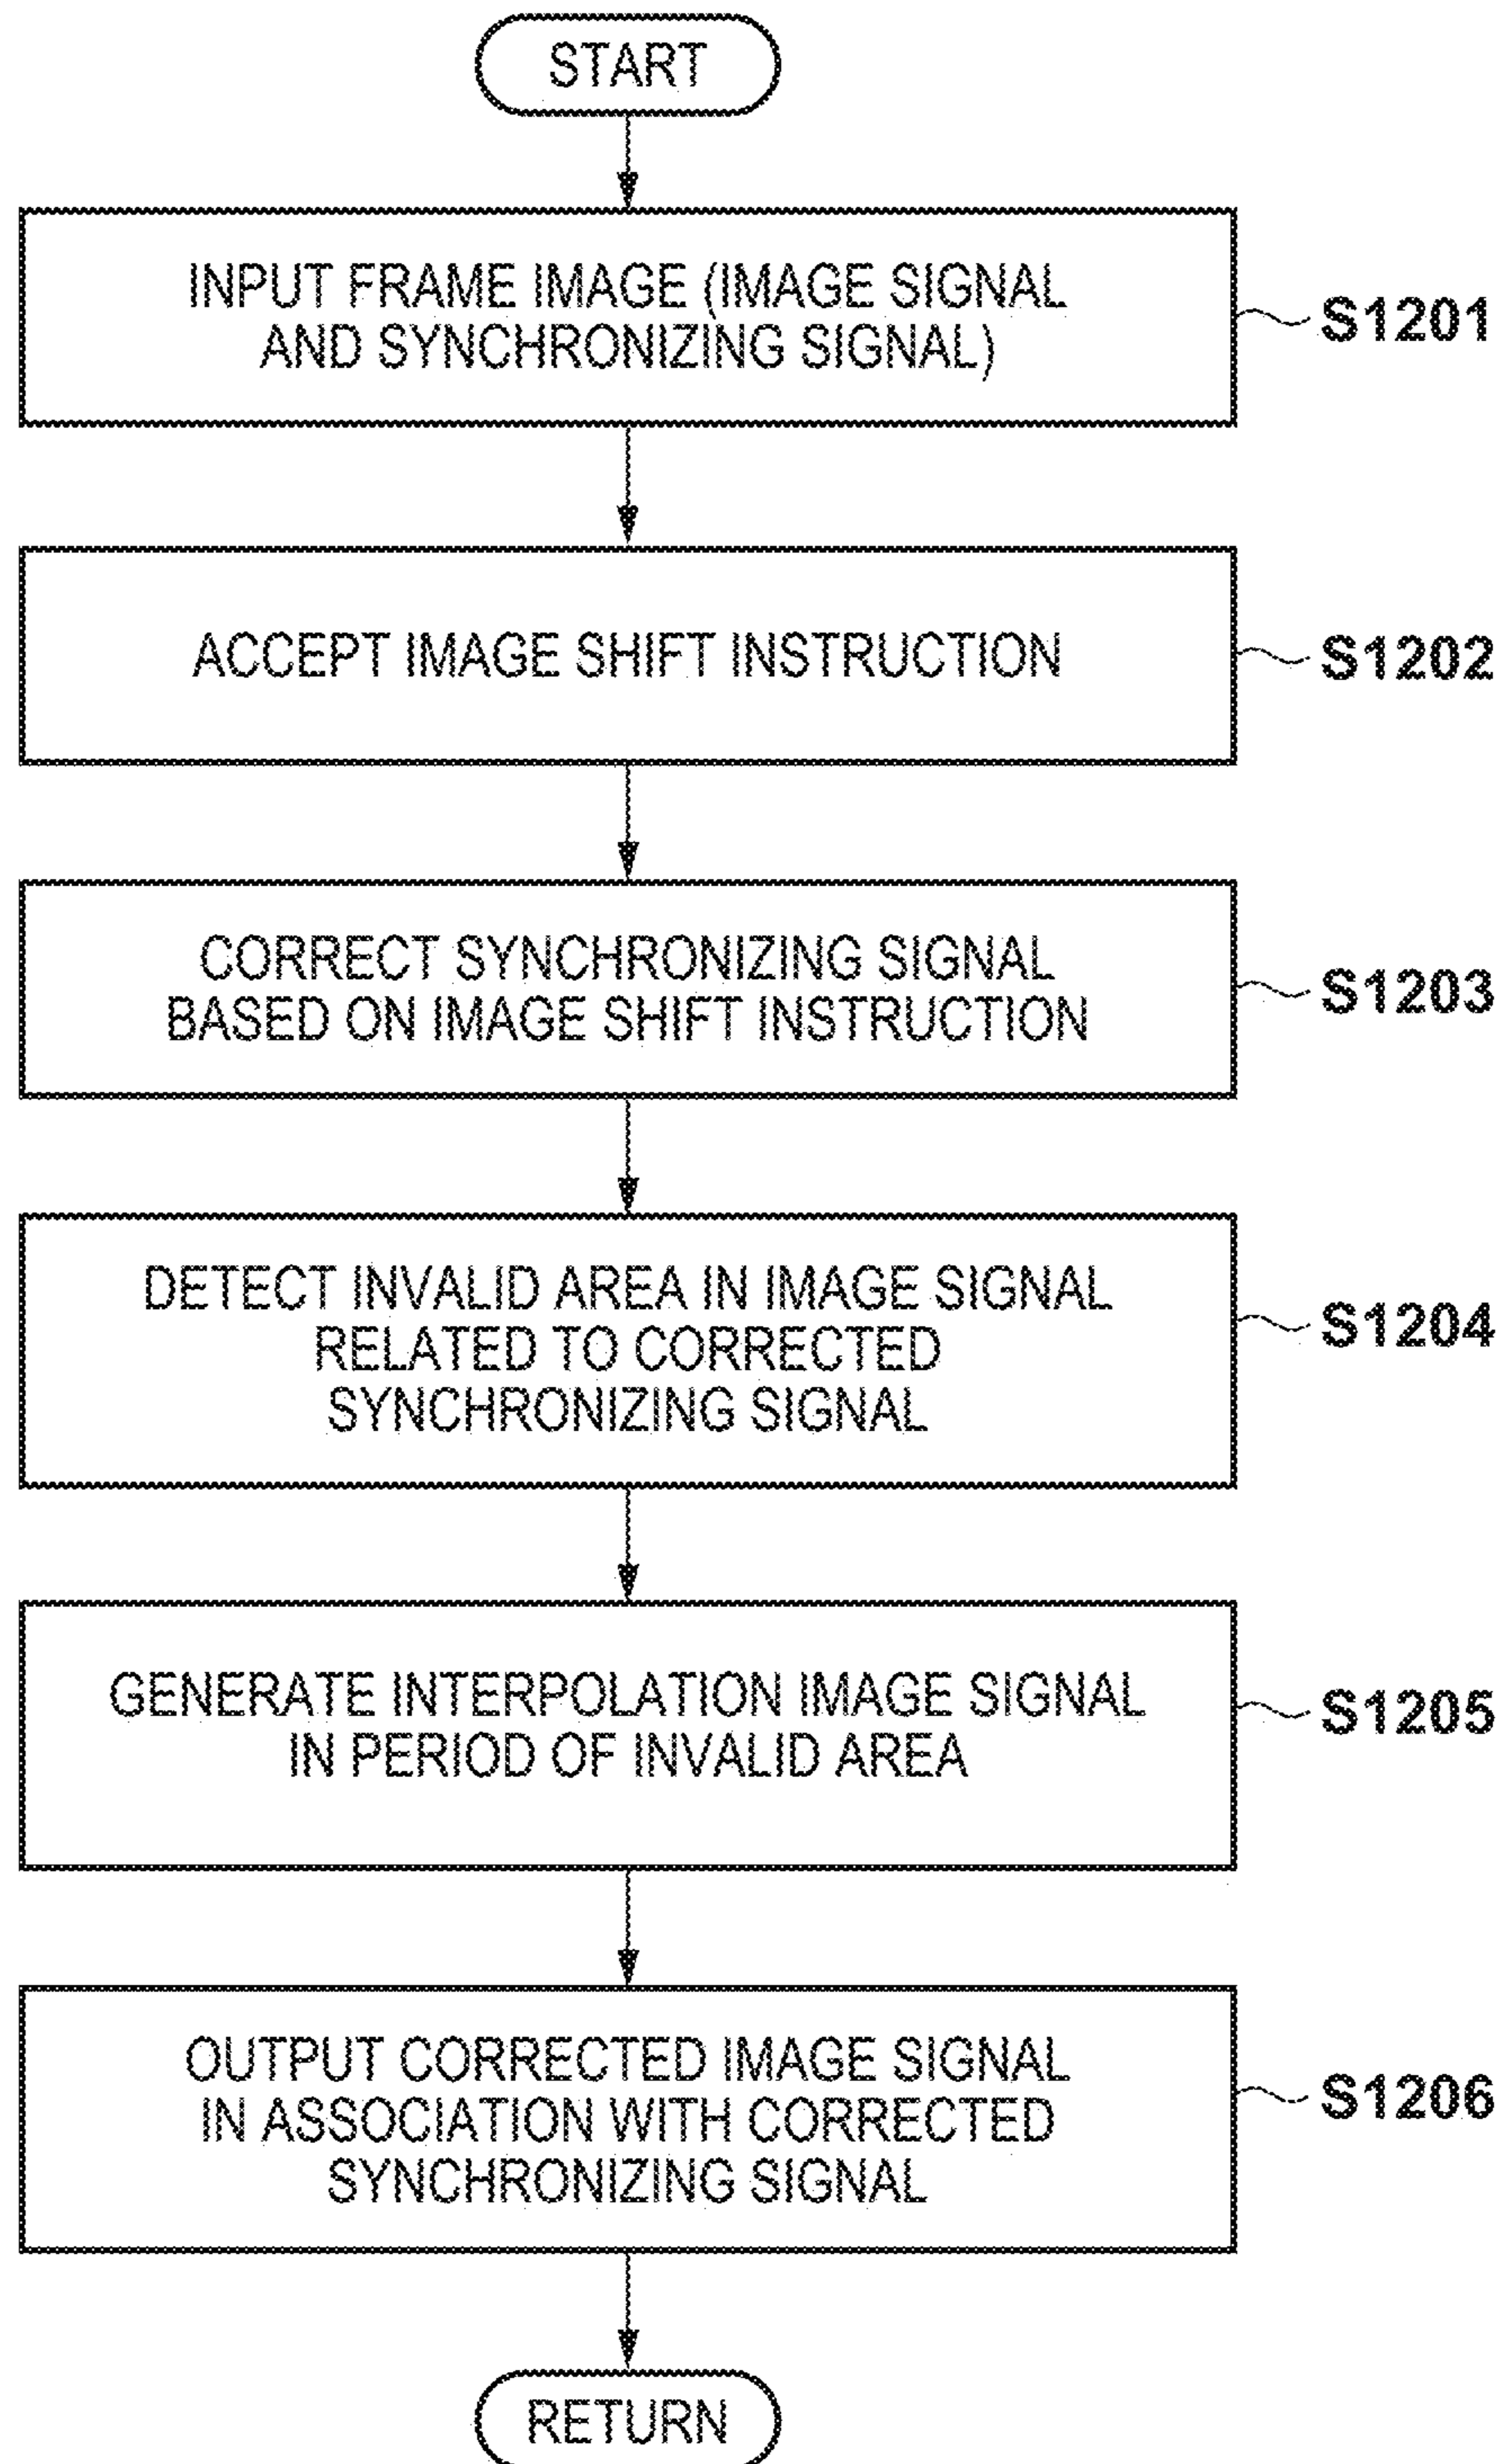 START
INPUT FRAME IMAGE (IMAGE SIGNAL
AND SYNCHRONIZING SIGNAL)
S1201
ACCEPT IMAGE SHIFT INSTRUCTION
S1202
CORRECT SYNCHRONIZING SIGNAL
BASED ON IMAGE SHIFT INSTRUCTION
S1203
DETECT INVALID AREA IN IMAGE SIGNAL
RELATED TO CORRECTED
SYNCHRONIZING SIGNAL
S1204
GENERATE INTERPOLATION IMAGE SIGNAL
IN PERIOD OF INVALID AREA
S1205
OUTPUT CORRECTED IMAGE SIGNAL
IN ASSOCIATION WITH CORRECTED
SYNCHRONIZING SIGNAL
S1206
RETURN